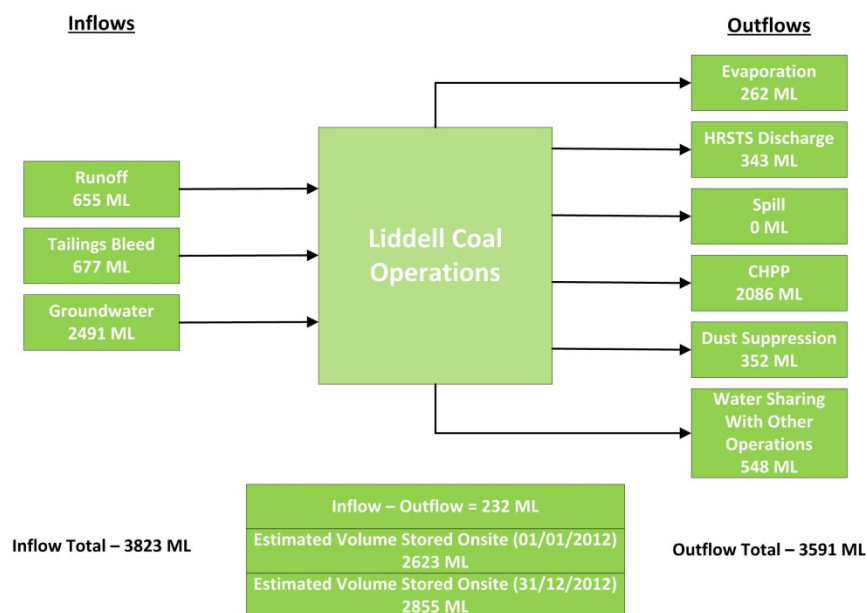 Inflows
Outflows
Runoff
655 ML
Tailings Bleed
677 ML
Groundwater
2491 ML
Liddell Coal
Operations
Evaporation
262 ML
HRSTS Discharge
343 ML
Spill
0 ML
CHPP
2086 ML
Dust Suppression
352 ML
Water Sharing
With Other
Operations
548 ML
Inflow Total – 3823 ML
Inflow – Outflow = 232 ML
Estimated Volume Stored Onsite (01/01/2012)
2623 ML
Estimated Volume Stored Onsite (31/12/2012)
2855 ML
Outflow Total – 3591 ML